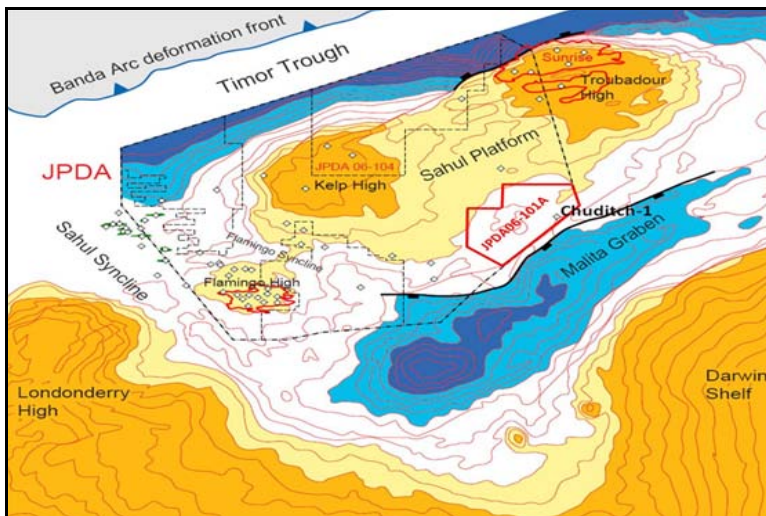 Banda Arc deformation front
Timor Trough
Sunrise
Troubadour
High
JPDA
JPDA 06-104
Kelp High
Sahul Platform
JPDA06-101A
Chuditch-1
Sahul Syncline
Flamingo Syncline
Flamingo High
Malita Graben
Londonderry
High
Darwin
Shelf